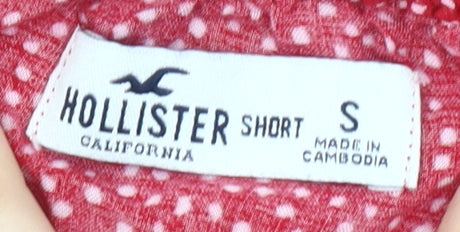 HOLLISTER SHORT S
CALIFORNIA
MADE IN
CAMBODIA